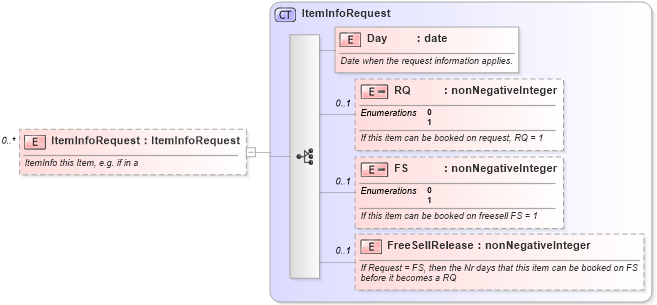 CT ItemInfoRequest
E Day : date
Date when the request information applies.
0..1 E RQ : nonNegativeInteger
Enumerations 0
1
If this item can be booked on request, RQ = 1
0..* E ItemInfoRequest : ItemInfoRequest
ItemInfo this Item, e.g. if in a
0..1 E FS : nonNegativeInteger
Enumerations 0
1
If this item can be booked on freesell FS = 1
0..1 E FreeSellRelease : nonNegativeInteger
If Request = FS, then the Nr days that this item can be booked on FS
before it becomes a RQ